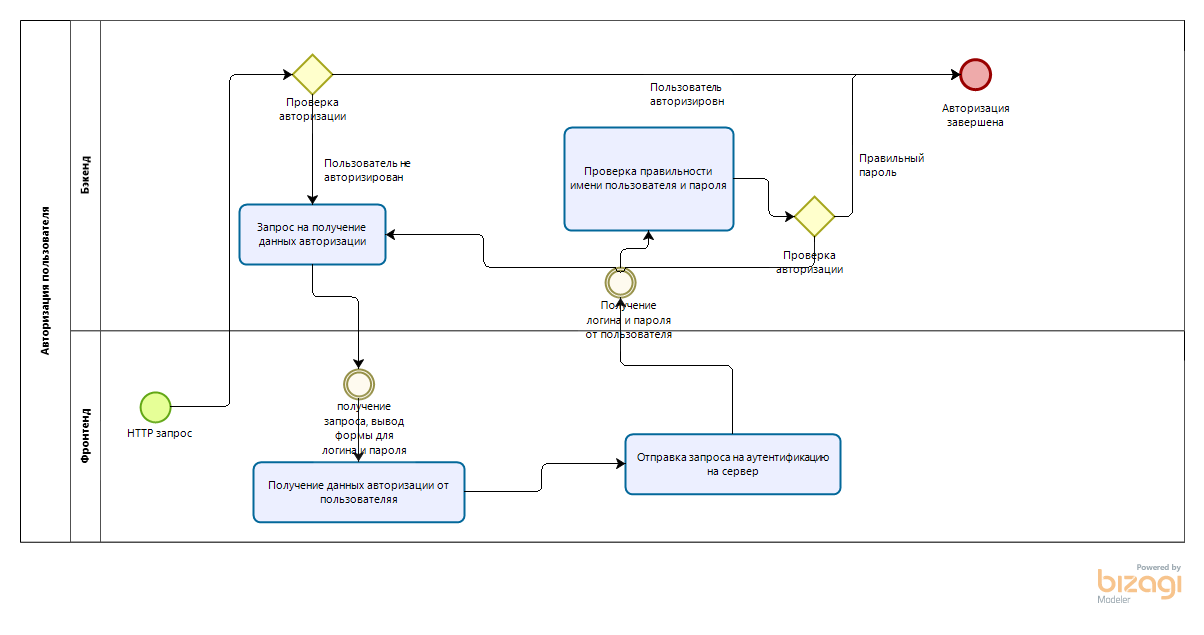 Авторизация пользователя
Бэкенд
Проверка
авторизации
Пользователь
авторизировн
Авторизация
завершена
Пользователь не
авторизирован
Проверка правильности
имени пользователя и пароля
Правильный
пароль
Запрос на получение
данных авторизации
Проверка
авторизации
Получение
логина и пароля
от пользователя
Фронтенд
HTTP запрос
получение
запроса, вывод
формы для
логина и пароля
Получение данных авторизации от
пользователяя
Отправка запроса на аутентификацию
на сервер
Powered by
bizagi
Modeler